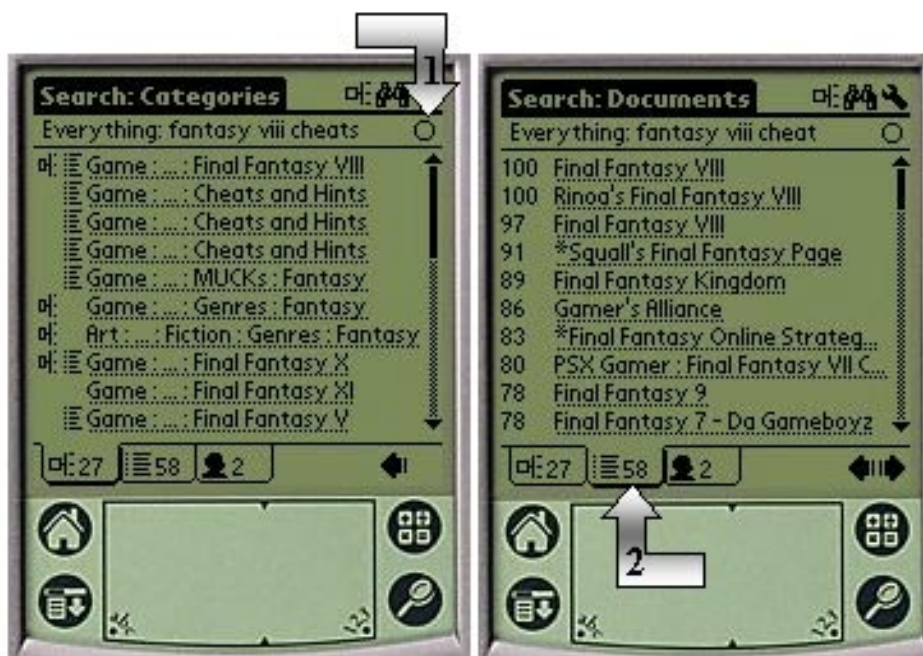 1
Search: Categories
Everything: fantasy viii cheats
Game : ... : Final Fantasy VIII
Game : ... : Cheats and Hints
Game : ... : Cheats and Hints
Game : ... : Cheats and Hints
Game : ... : MUCKs : Fantasy
Game : ... : Genres : Fantasy
Art : ... : Fiction : Genres : Fantasy
Game : ... : Final Fantasy X
Game : ... : Final Fantasy XI
Game : ... : Final Fantasy V
27 58 2
Search: Documents
Everything: fantasy viii cheat
100 Final Fantasy VIII
100 Rinoa's Final Fantasy VIII
97 Final Fantasy VIII
91 *Squall's Final Fantasy Page
89 Final Fantasy Kingdom
86 Gamer's Alliance
83 *Final Fantasy Online Strateg...
80 PSX Gamer : Final Fantasy VII C...
78 Final Fantasy 9
78 Final Fantasy 7 - Da Gameboyz
27 58 2
2